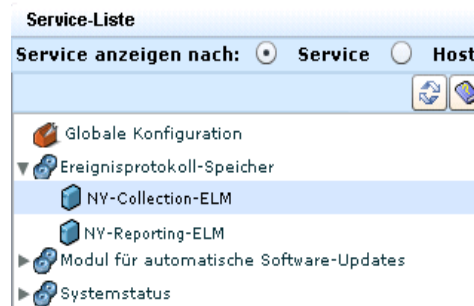 Service-Liste
Service anzeigen nach: Service Host
Globale Konfiguration
Ereignisprotokoll-Speicher
NY-Collection-ELM
NY-Reporting-ELM
Modul für automatische Software-Updates
Systemstatus